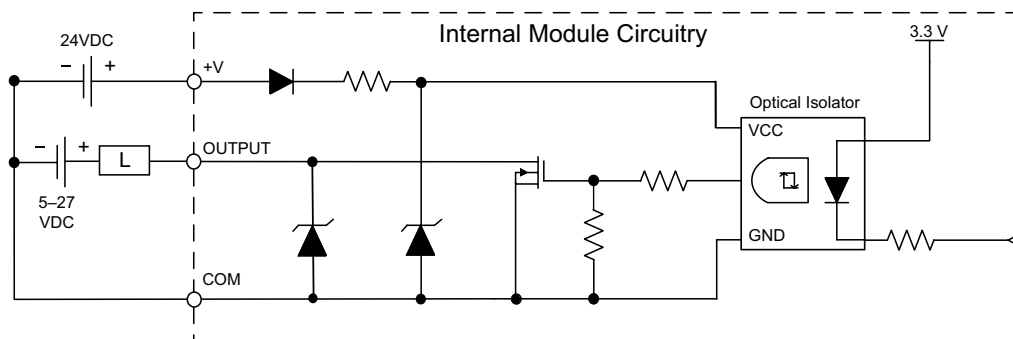 Internal Module Circuitry
24VDC
− +
+V
3.3 V
Optical Isolator
VCC
− +
L
OUTPUT
5–27
VDC
GND
COM